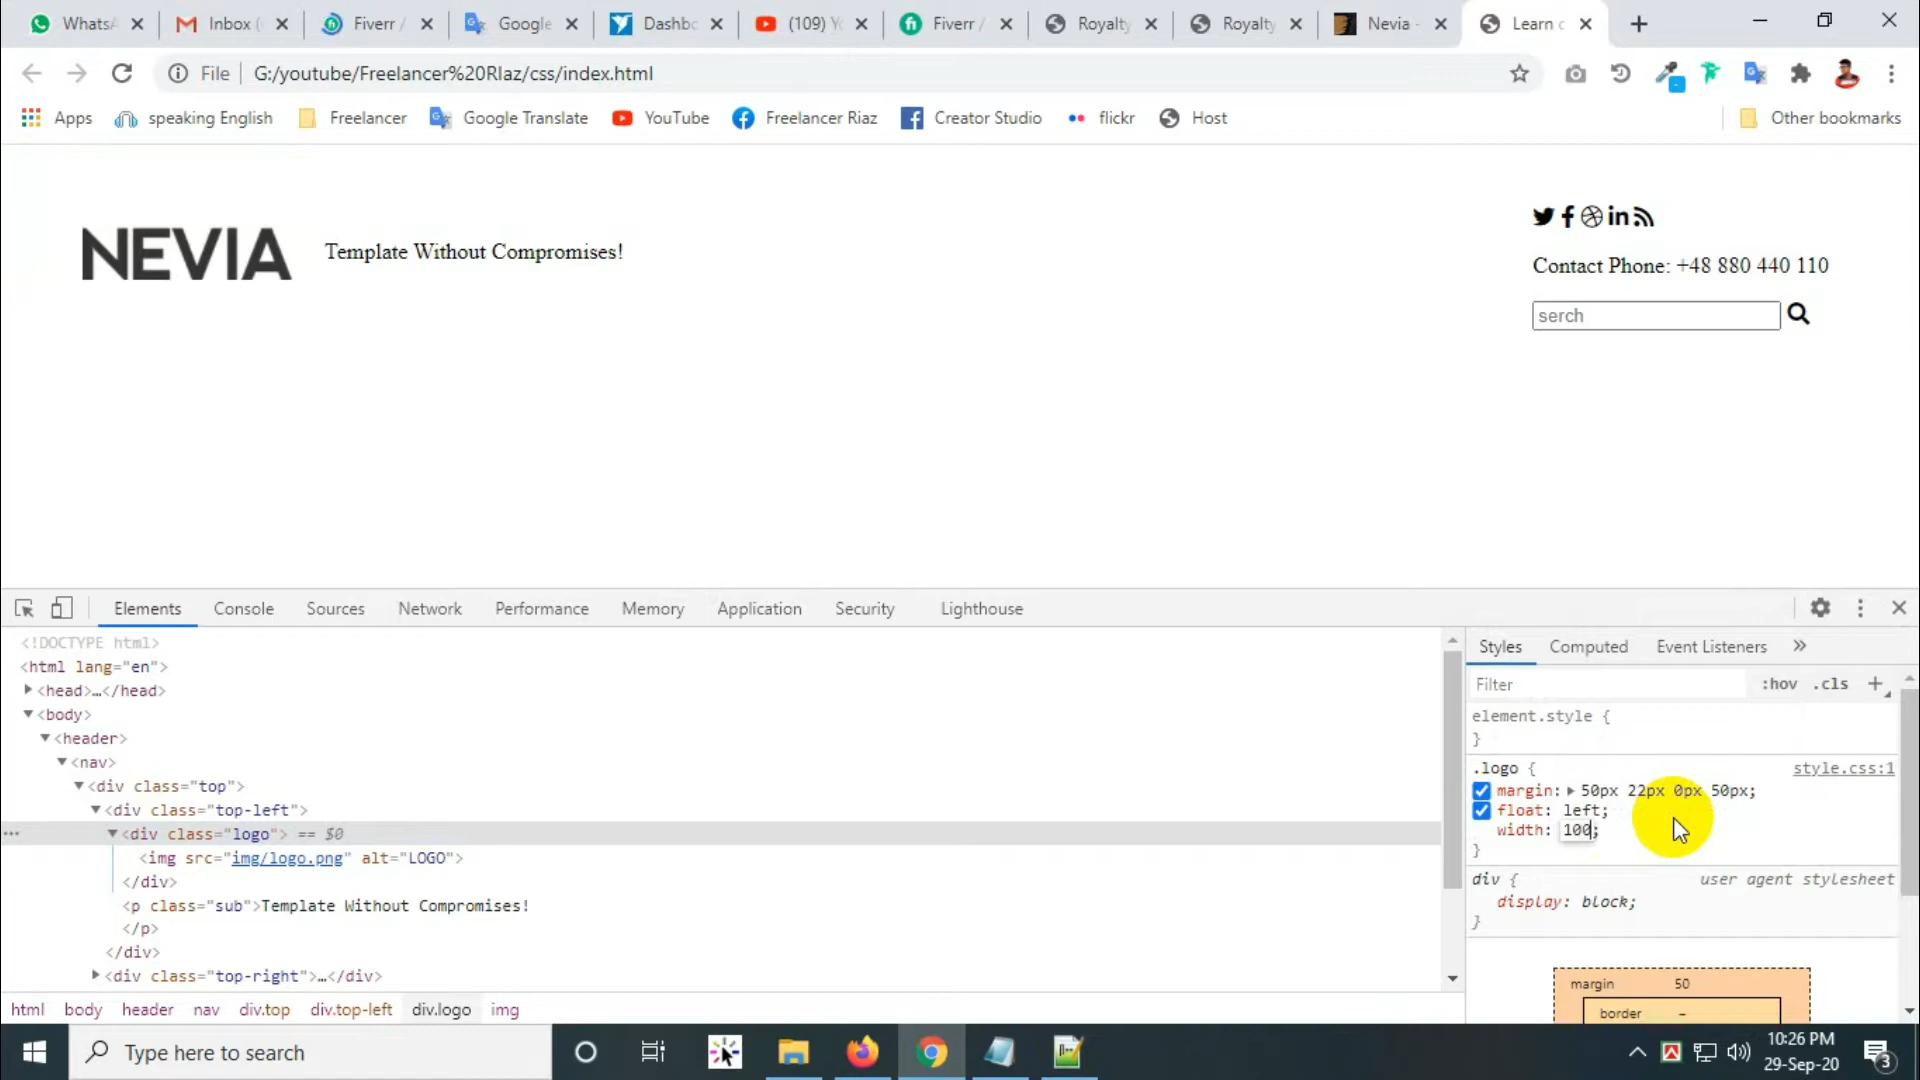 WhatsA
Inbox (
Fiverr /
Google
Dashbo
(109) Y
Fiverr /
Royalty
Royalty
Nevia -
Learn c
File
G:/youtube/Freelancer%20RIaz/css/index.html
Apps
speaking English
Freelancer
Google Translate
YouTube
Freelancer Riaz
Creator Studio
flickr
Host
Other bookmarks
NEVIA
Template Without Compromises!
Contact Phone: +48 880 440 110
serch
Elements
Console
Sources
Network
Performance
Memory
Application
Security
Lighthouse
<!DOCTYPE html>
<html lang="en">
<head>…</head>
<body>
<header>
<nav>
<div class="top">
<div class="top-left">
<div class="logo"> == $0
<img src="img/logo.png" alt="LOGO">
</div>
<p class="sub">Template Without Compromises!
</p>
</div>
<div class="top-right">…</div>
html body header nav div.top div.top-left div.logo img
Styles
Computed
Event Listeners
Filter
:hov .cls +
element.style {
}
.logo { style.css:1
margin: 50px 22px 0px 50px;
float: left;
width: 100;
}
div { user agent stylesheet
display: block;
}
margin 50
border –
Type here to search
10:26 PM
29-Sep-20
3